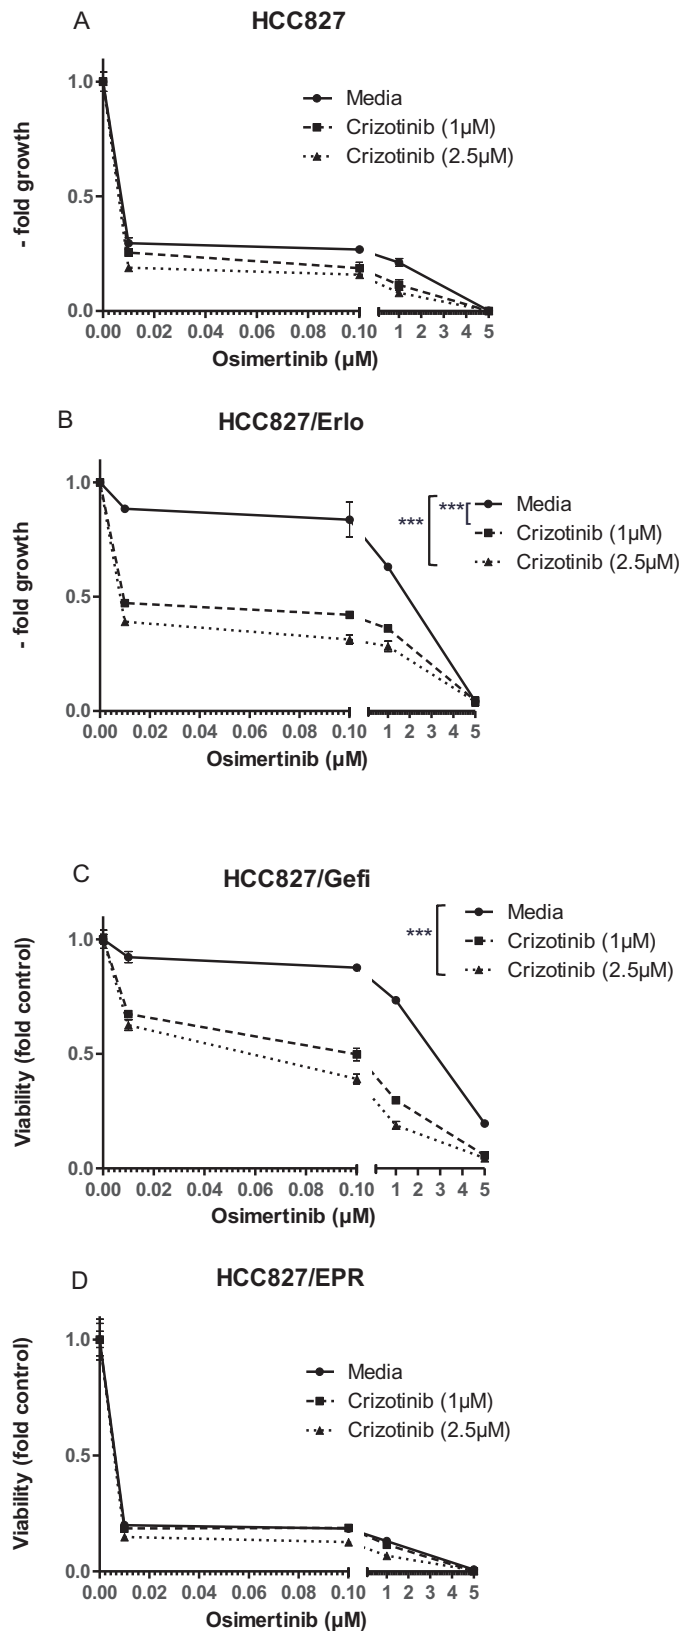 A
HCC827
1.0
0.5
0.0
- fold growth
Media
Crizotinib (1µM)
Crizotinib (2.5µM)
0.00 0.02 0.04 0.06 0.08 0.10 1 2 3 4 5
Osimertinib (µM)
B
HCC827/Erlo
1.0
0.5
0.0
- fold growth
*** ***
Media
Crizotinib (1µM)
Crizotinib (2.5µM)
0.00 0.02 0.04 0.06 0.08 0.10 1 2 3 4 5
Osimertinib (µM)
C
HCC827/Gefi
1.0
0.5
0.0
Viability (fold control)
***
Media
Crizotinib (1µM)
Crizotinib (2.5µM)
0.00 0.02 0.04 0.06 0.08 0.10 1 2 3 4 5
Osimertinib (µM)
D
HCC827/EPR
1.0
0.5
0.0
Viability (fold control)
Media
Crizotinib (1µM)
Crizotinib (2.5µM)
0.00 0.02 0.04 0.06 0.08 0.10 1 2 3 4 5
Osimertinib (µM)